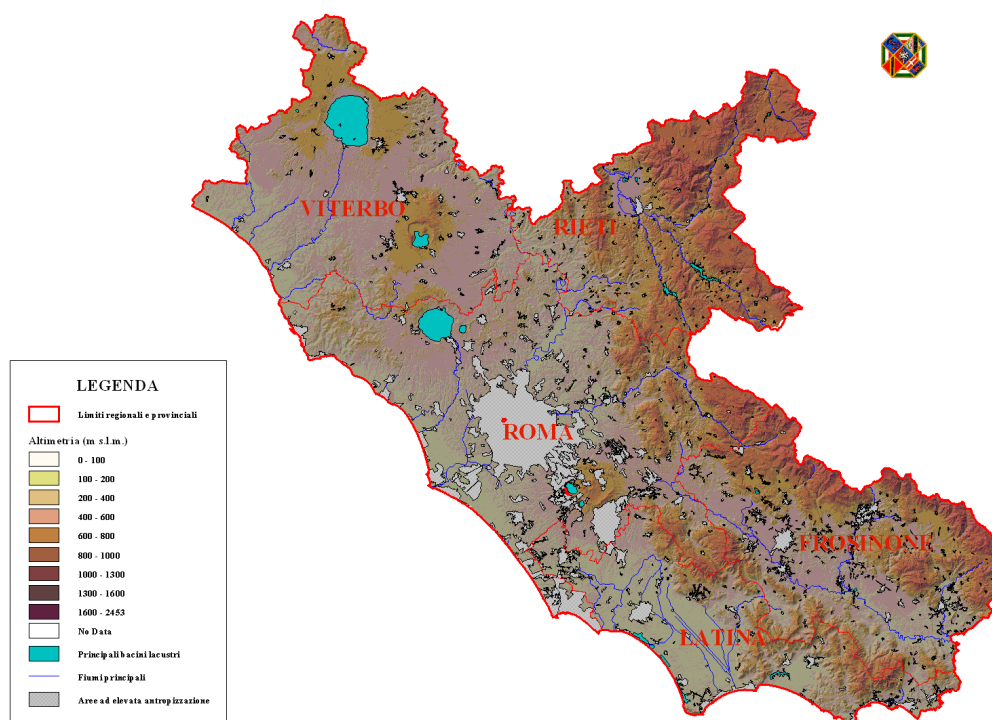 VITERBO
RIETI
ROMA
FROSINONE
LATINA
LEGENDA
Limiti regionali e provinciali
Altimetria (m s.l.m.)
0 - 100
100 - 200
200 - 400
400 - 600
600 - 800
800 - 1000
1000 - 1300
1300 - 1600
1600 - 2453
No Data
Principali bacini lacustri
Fiumi principali
Aree ad elevata antropizzazione